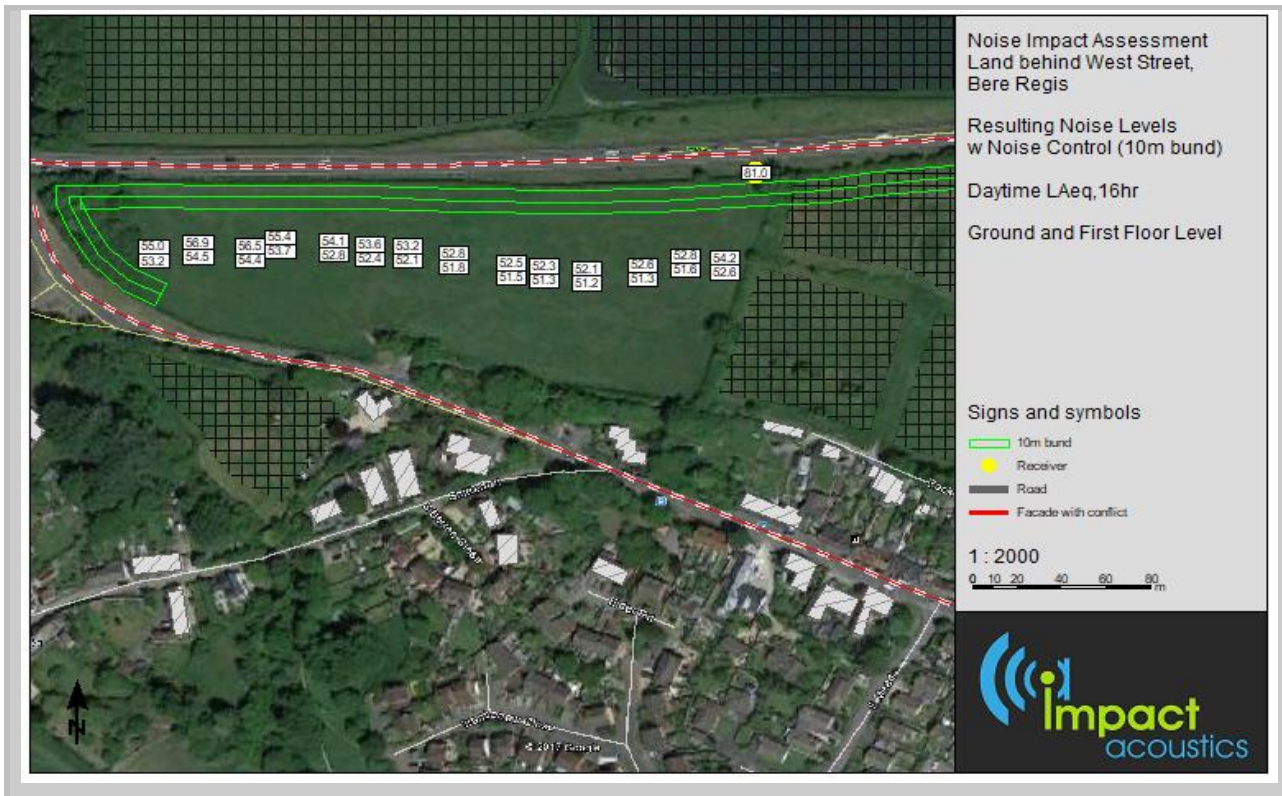 Noise Impact Assessment
Land behind West Street,
Bere Regis
Resulting Noise Levels
w Noise Control (10m bund)
Daytime LAeq,16hr
Ground and First Floor Level
81.0
55.0
53.2
56.9
54.5
56.5
54.4
55.4
53.7
54.1
52.8
53.6
52.4
53.2
52.1
52.8
51.8
52.5
51.5
52.3
51.3
52.1
51.2
52.6
51.3
52.8
51.6
54.2
52.6
Signs and symbols
10m bund
Receiver
Road
Facade with conflict
1 : 2000
0 10 20 40 60 80
m
N
© 2017 Google
impact
acoustics